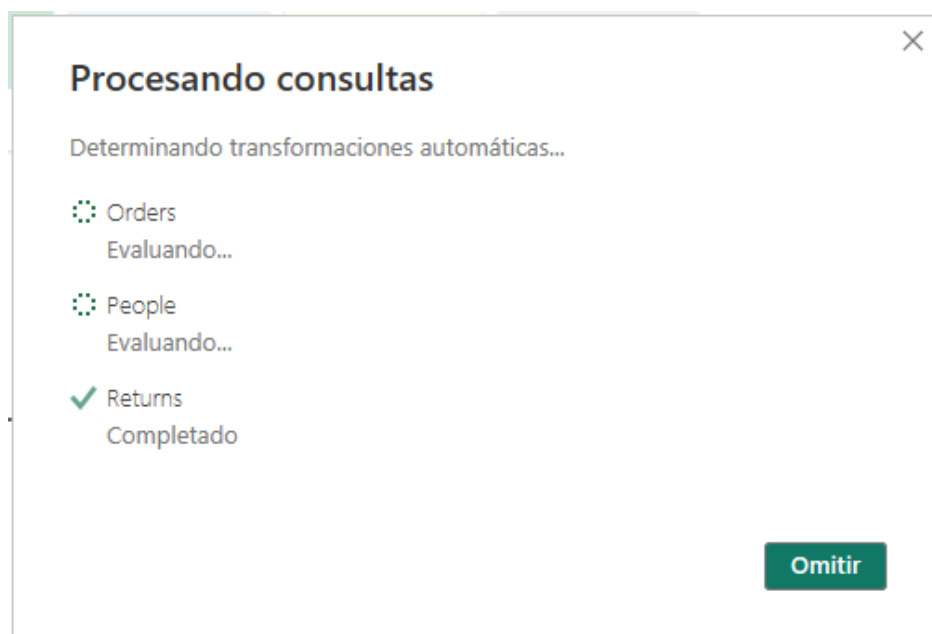 Procesando consultas
Determinando transformaciones automáticas...
Orders
Evaluando...
People
Evaluando...
Returns
Completado
Omitir